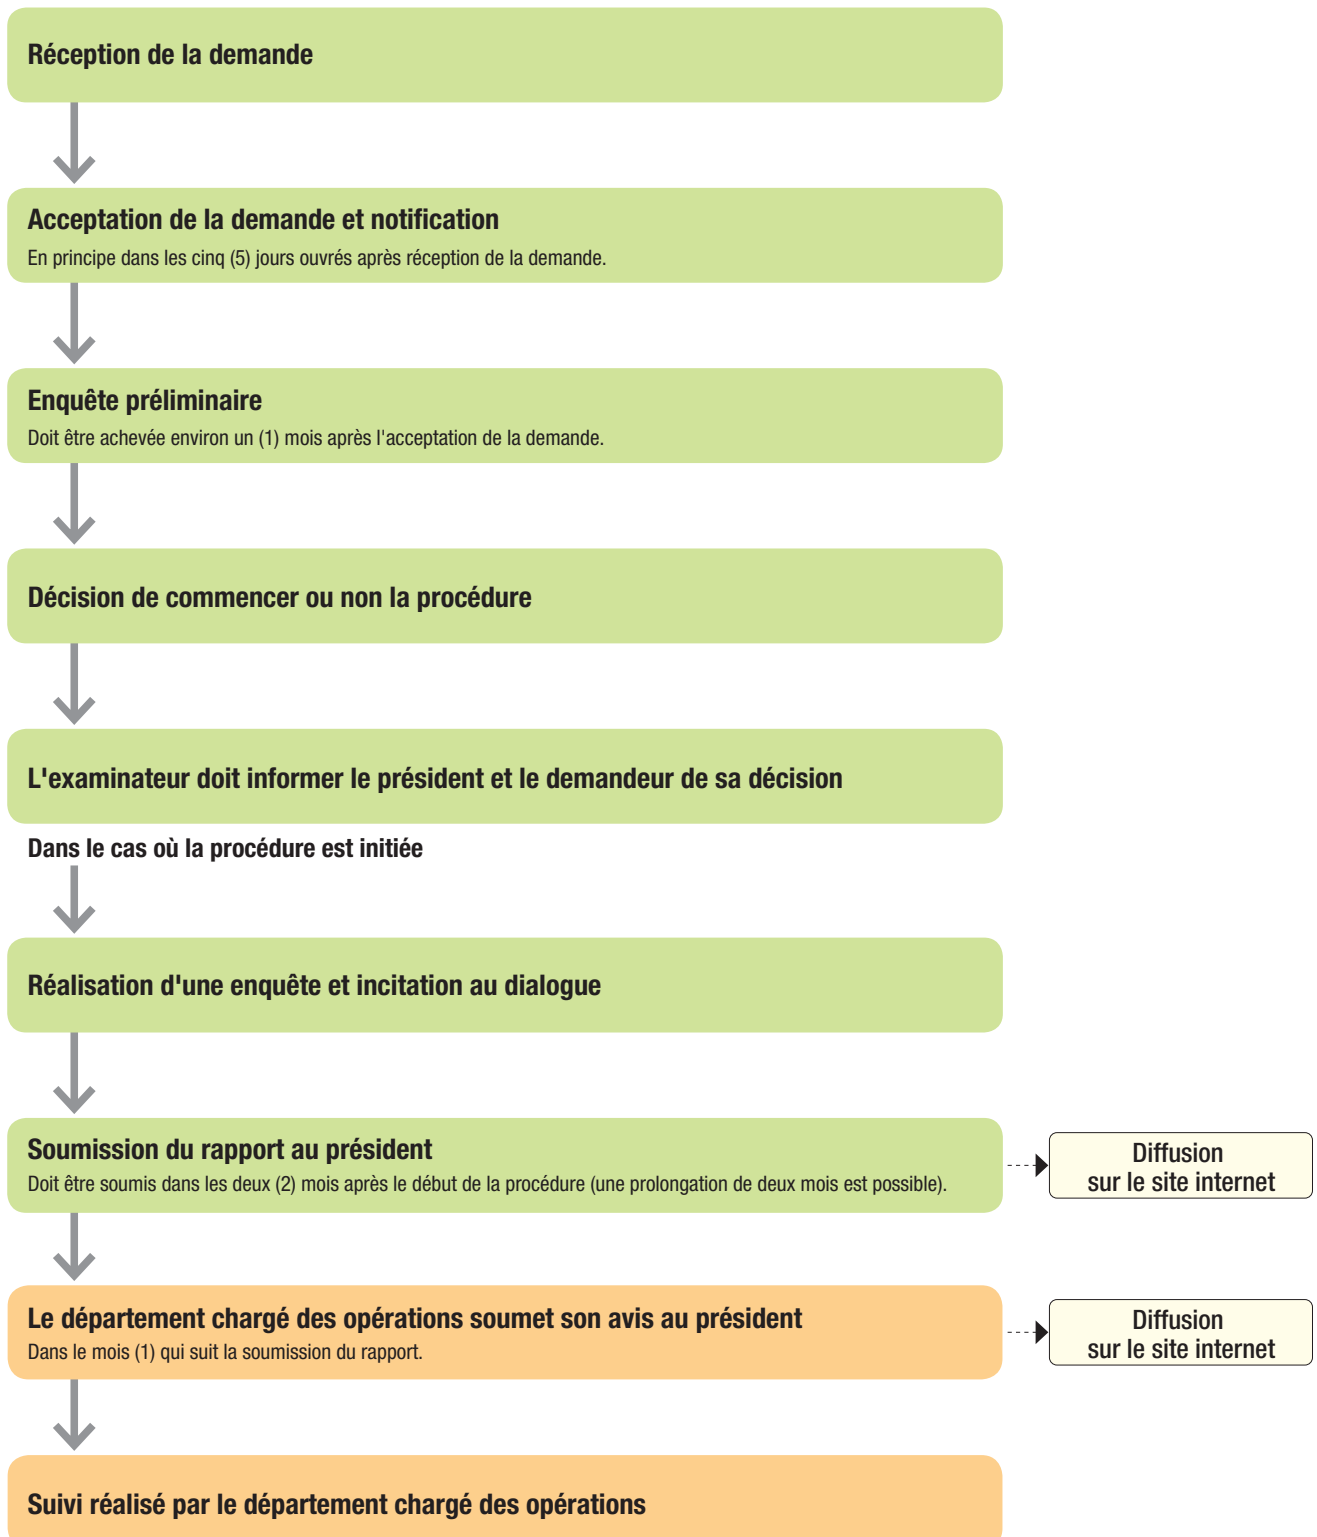 Réception de la demande
Acceptation de la demande et notification
En principe dans les cinq (5) jours ouvrés après réception de la demande.
Enquête préliminaire
Doit être achevée environ un (1) mois après l'acceptation de la demande.
Décision de commencer ou non la procédure
L'examinateur doit informer le président et le demandeur de sa décision
Dans le cas où la procédure est initiée
Réalisation d'une enquête et incitation au dialogue
Soumission du rapport au président
Doit être soumis dans les deux (2) mois après le début de la procédure (une prolongation de deux mois est possible).
Diffusion
sur le site internet
Le département chargé des opérations soumet son avis au président
Dans le mois (1) qui suit la soumission du rapport.
Diffusion
sur le site internet
Suivi réalisé par le département chargé des opérations